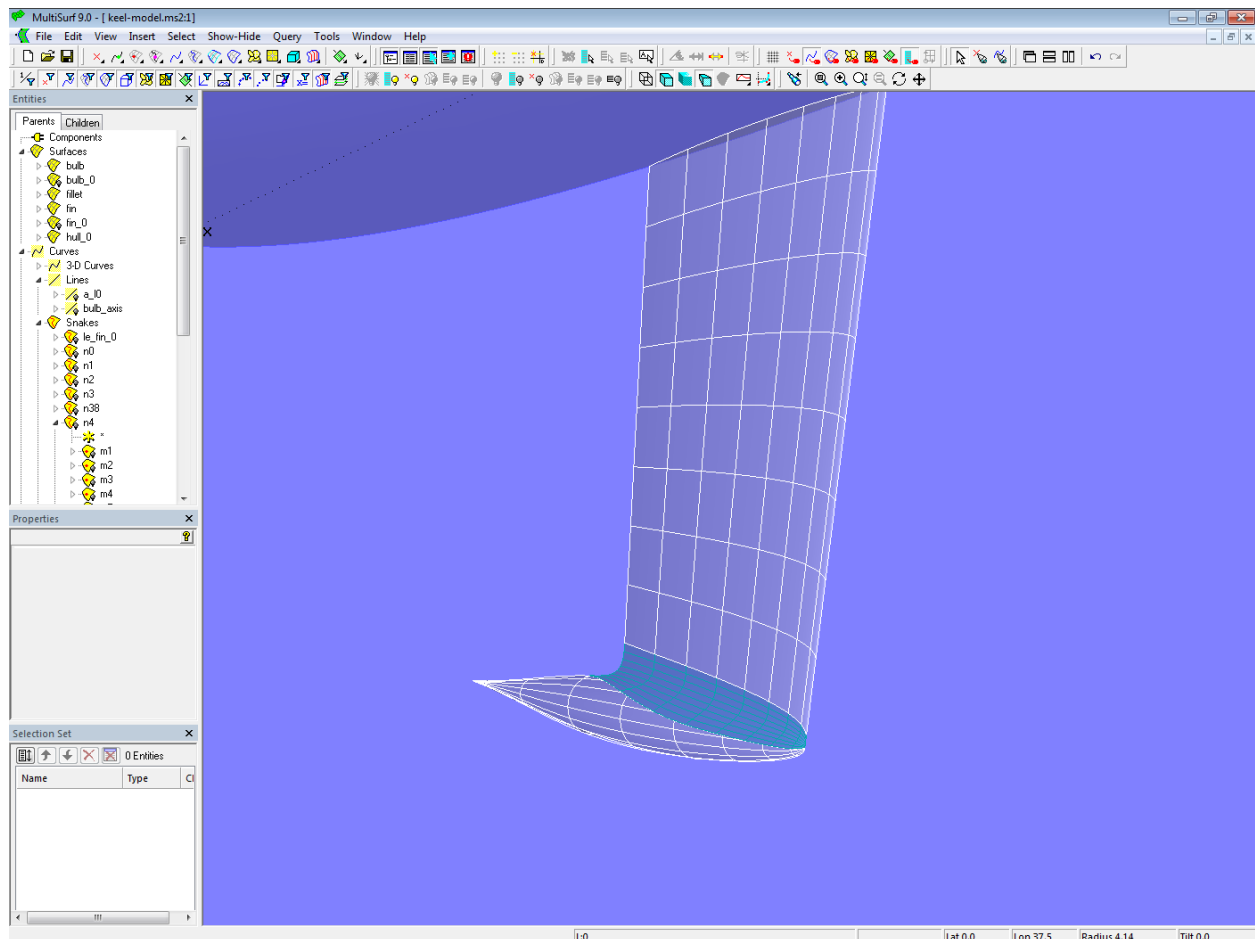 MultiSurf 9.0 - [ keel-model.ms2:1]
File Edit View Insert Select Show-Hide Query Tools Window Help
Entities
Parents Children
Components
Surfaces
bulb
bulb_0
fillet
fin
fin_0
hull_0
Curves
3-D Curves
Lines
a_l0
bulb_axis
Snakes
le_fin_0
n0
n1
n2
n3
n38
n4
*
m1
m2
m3
m4
Properties
Selection Set
0 Entities
Name Type Cl
L:0 Lat 0.0 Lon 37.5 Radius 4.14 Tilt 0.0